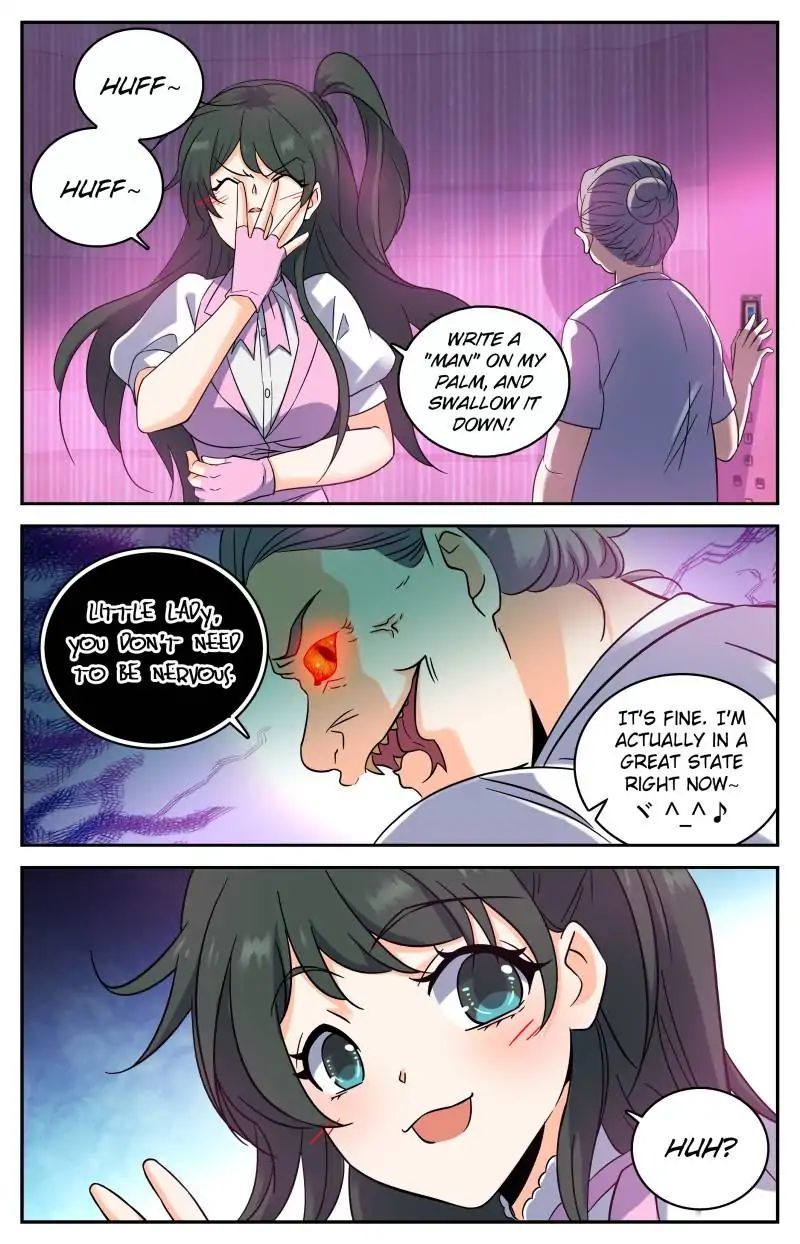 HUFF~
HUFF~
WRITE A
"MAN" ON MY
PALM, AND
SWALLOW IT
DOWN!
LITTLE LADY,
YOU DON'T NEED
TO BE NERVOUS.
IT'S FINE. I'M
ACTUALLY IN A
GREAT STATE
RIGHT NOW~
ヾ ^_^♪
HUH?